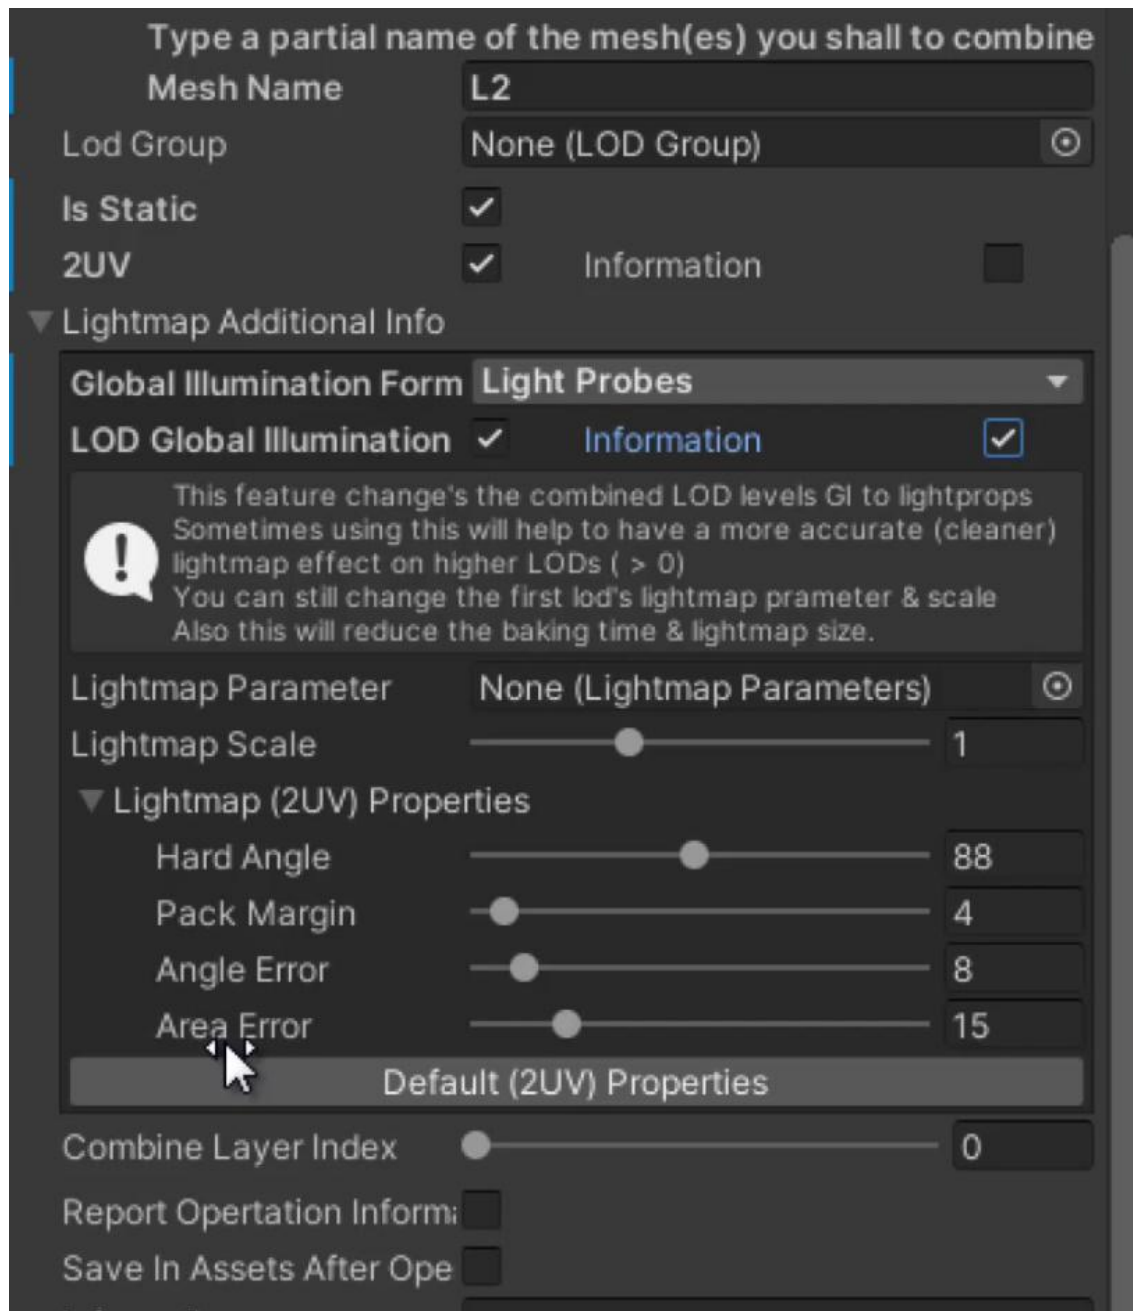 Type a partial name of the mesh(es) you shall to combine
Mesh Name L2
Lod Group None (LOD Group)
Is Static
2UV Information
Lightmap Additional Info
Global Illumination Form Light Probes
LOD Global Illumination Information
This feature change's the combined LOD levels GI to lightprops
Sometimes using this will help to have a more accurate (cleaner)
lightmap effect on higher LODs ( > 0)
You can still change the first lod's lightmap prameter & scale
Also this will reduce the baking time & lightmap size.
Lightmap Parameter None (Lightmap Parameters)
Lightmap Scale 1
Lightmap (2UV) Properties
Hard Angle 88
Pack Margin 4
Angle Error 8
Area Error 15
Default (2UV) Properties
Combine Layer Index 0
Report Opertation Informa
Save In Assets After Ope